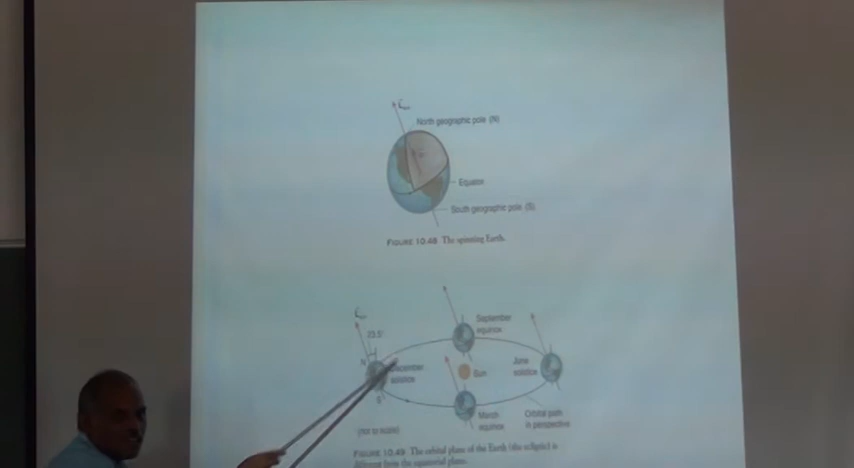 North geographic pole (N)
Equator
South geographic pole (S)
FIGURE 10.48 The spinning Earth.
23.5°
N
September
equinox
December
solstice
Sun
June
solstice
S
March
equinox
Orbital path
in perspective
(not to scale)
FIGURE 10.49 The orbital plane of the Earth (the ecliptic) is
different from the equatorial plane.